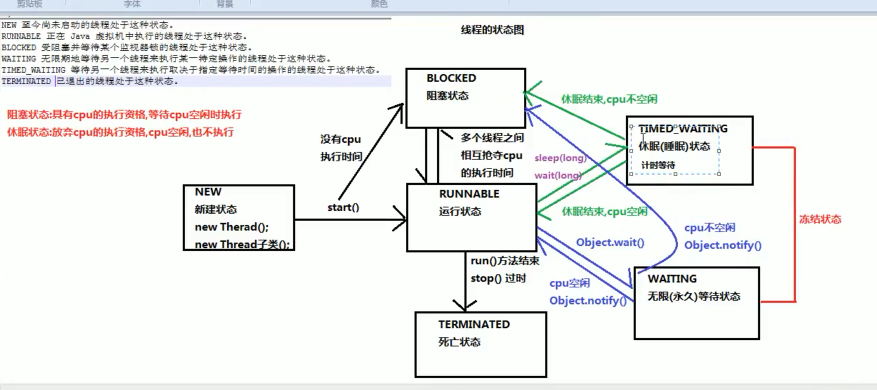 剪贴板
字体
背景
颜色
NEW 至今尚未启动的线程处于这种状态。
RUNNABLE 正在 Java 虚拟机中执行的线程处于这种状态。
BLOCKED 受阻塞并等待某个监视器锁的线程处于这种状态。
WAITING 无限期地等待另一个线程来执行某一特定操作的线程处于这种状态。
TIMED_WAITING 等待另一个线程来执行取决于指定等待时间的操作的线程处于这种状态。
TERMINATED 已退出的线程处于这种状态。
线程的状态图
阻塞状态:具有cpu的执行资格,等待cpu空闲时执行
休眠状态:放弃cpu的执行资格,cpu空闲,也不执行
BLOCKED
阻塞状态
休眠结束,cpu不空闲
没有cpu
执行时间
多个线程之间
相互抢夺cpu
的执行时间
TIMED_WAITING
休眠(睡眠)状态
计时等待
sleep(long)
wait(long)
NEW
新建状态
new Therad();
new Thread子类();
start()
RUNNABLE
运行状态
休眠结束,cpu空闲
冻结状态
cpu不空闲
Object.notify()
Object.wait()
run()方法结束
stop() 过时
cpu空闲
Object.notify()
WAITING
无限(永久)等待状态
TERMINATED
死亡状态